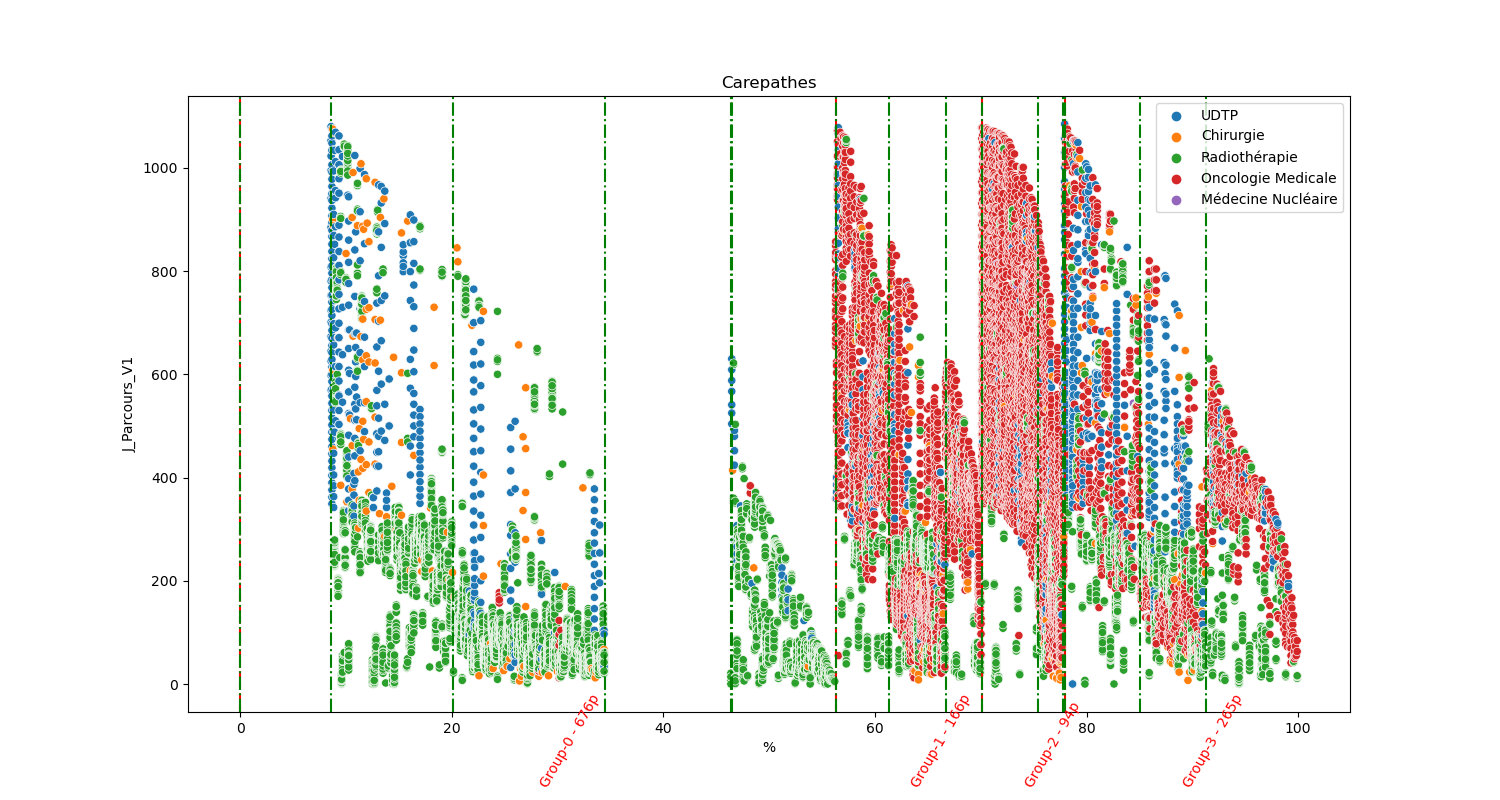 Carepathes
UDTP
Chirurgie
Radiothérapie
Oncologie Medicale
Médecine Nucléaire
J_Parcours_V1
1000
800
600
400
200
0
0
20
40
60
80
100
%
Group-0 - 676p
Group-1 - 166p
Group-2 - 94p
Group-3 - 265p